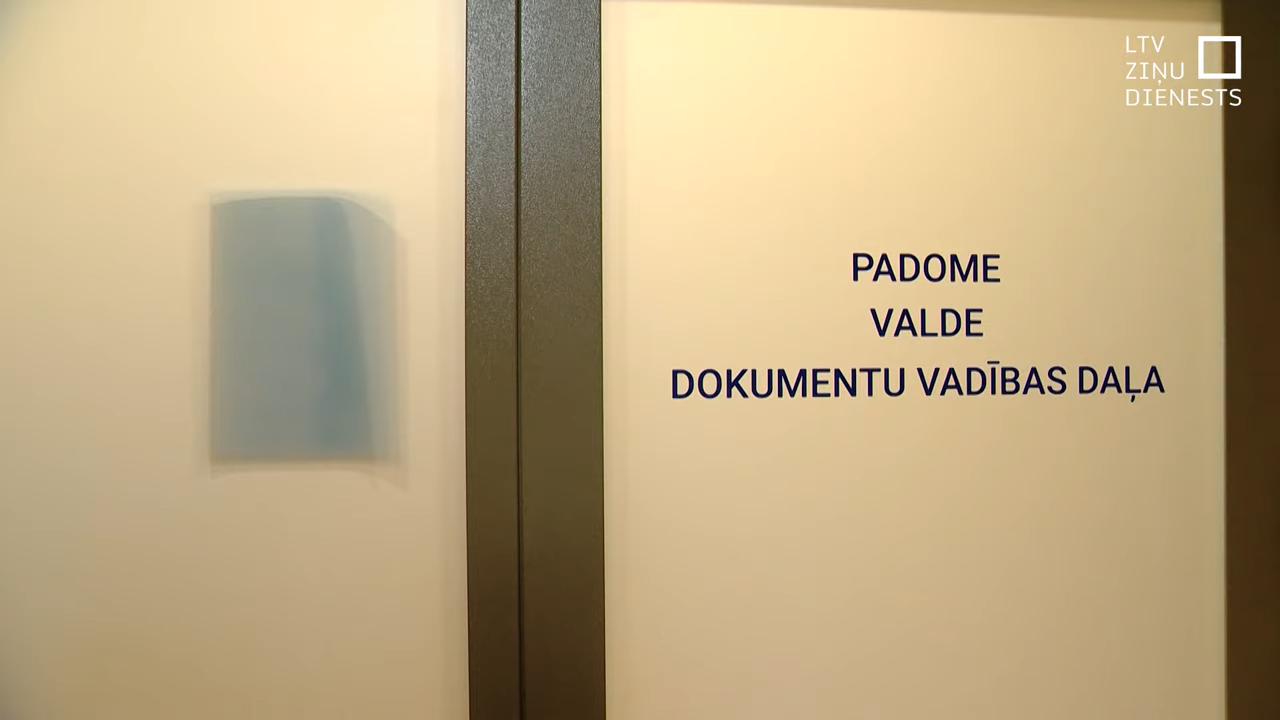 LTV
ZIŅU
DIENESTS
PADOME
VALDE
DOKUMENTU VADĪBAS DAĻA